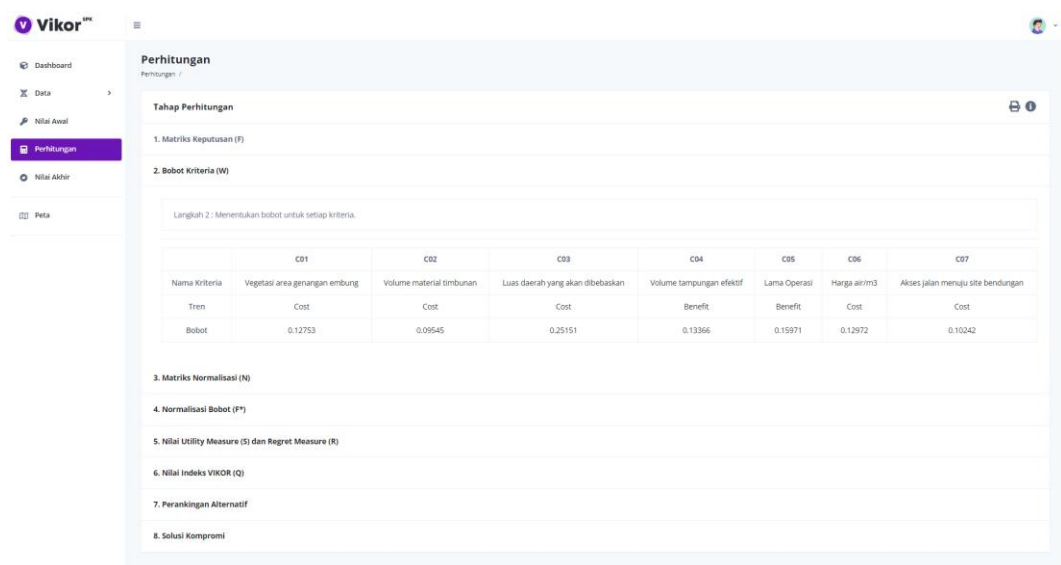 V Vikor SPK
Dashboard
Data
Nilai Awal
Perhitungan
Nilai Akhir
Peta
Perhitungan
Perhitungan /
Tahap Perhitungan
1. Matriks Keputusan (F)
2. Bobot Kriteria (W)
Langkah 2 : Menentukan bobot untuk setiap kriteria.
C01 C02 C03 C04 C05 C06 C07
Nama Kriteria Vegetasi area genangan embung Volume material timbunan Luas daerah yang akan dibebaskan Volume tampungan efektif Lama Operasi Harga air/m3 Akses jalan menuju site bendungan
Tren Cost Cost Cost Benefit Benefit Cost Cost
Bobot 0.12753 0.09545 0.25151 0.13366 0.15971 0.12972 0.10242
3. Matriks Normalisasi (N)
4. Normalisasi Bobot (F*)
5. Nilai Utility Measure (S) dan Regret Measure (R)
6. Nilai Indeks VIKOR (Q)
7. Perankingan Alternatif
8. Solusi Kompromi